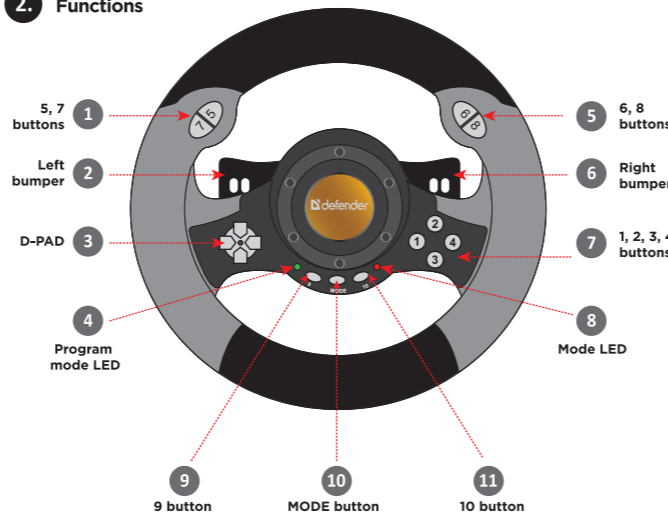 2. Functions
5, 7
buttons
1
Left
bumper
2
D-PAD
3
4
Program
mode LED
5
6, 8
buttons
6
Right
bumper
7
1, 2, 3, 4
buttons
8
Mode LED
5
7
6
8
defender
2
1
4
3
9
MODE
10
9
9 button
10
MODE button
11
10 button